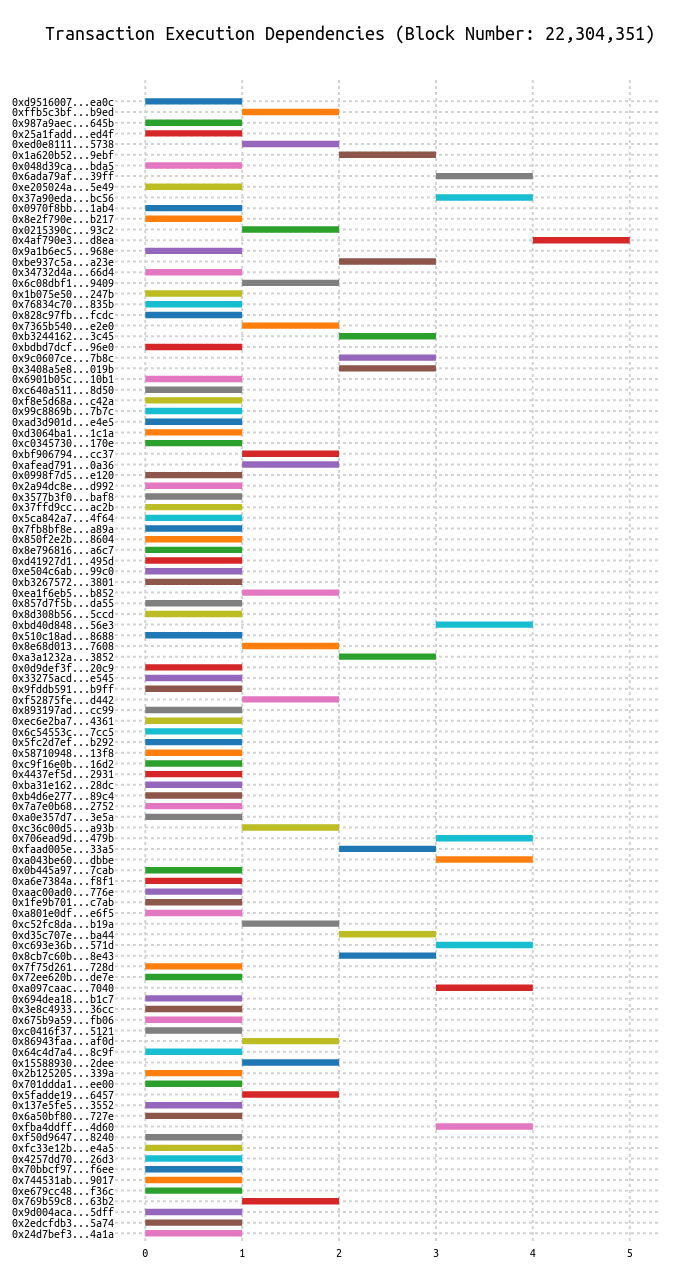 Transaction Execution Dependencies (Block Number: 22,304,351)
0xd9516007...ea0c
0xffb5c3bf...b9ed
0x987a9aec...645b
0x25a1fadd...ed4f
0xed0e8111...5738
0x1a620b52...9ebf
0x048d39ca...bda5
0x6ada79af...39ff
0xe205024a...5e49
0x37a90eda...bc56
0x0970f8bb...1ab4
0x8e2f790e...b217
0x0215390c...93c2
0x4af790e3...d8ea
0x9a1b6ec5...968e
0xbe937c5a...a23e
0x34732d4a...66d4
0x6c08dbf1...9409
0x1b075e50...247b
0x76834c70...835b
0x828c97fb...fcdc
0x7365b540...e2e0
0xb3244162...3c45
0xbdbd7dcf...96e0
0x9c0607ce...7b8c
0x3408a5e8...019b
0x6901b05c...10b1
0xc640a511...8d50
0xf8e5d68a...c42a
0x99c8869b...7b7c
0xad3d901d...e4e5
0xd3064ba1...1c1a
0xc0345730...170e
0xbf906794...cc37
0xafead791...0a36
0x0998f7d5...e120
0x2a94dc8e...d992
0x3577b3f0...baf8
0x37ffd9cc...ac2b
0x5ca842a7...4f64
0x7fb8bf8e...a89a
0x850f2e2b...8604
0x8e796816...a6c7
0xd41927d1...495d
0xe504c6ab...99c0
0xb3267572...3801
0xea1f6eb5...b852
0x857d7f5b...da55
0x8d308b56...5ccd
0xbd40d848...56e3
0x510c18ad...8688
0x8e68d013...7608
0xa3a1232a...3852
0x0d9def3f...20c9
0x33275acd...e545
0x9fddb591...b9ff
0xf52875fe...d442
0x893197ad...cc99
0xec6e2ba7...4361
0x6c54553c...7cc5
0x5fc2d7ef...b292
0x58710948...13f8
0xc9f16e0b...16d2
0x4437ef5d...2931
0xba31e162...28dc
0xb4d6e277...89c4
0x7a7e0b68...2752
0xa0e357d7...3e5a
0xc36c00d5...a93b
0x706ead9d...479b
0xfaad005e...33a5
0xa043be60...dbbe
0x0b445a97...7cab
0xa6e7384a...f8f1
0xaac00ad0...776e
0x1fe9b701...c7ab
0xa801e0df...e6f5
0xc52fc8da...b19a
0xd35c707e...ba44
0xc693e36b...571d
0x8cb7c60b...8e43
0x7f75d261...728d
0x72ee620b...de7e
0xa097caac...7040
0x694dea18...b1c7
0x3e8c4933...36cc
0x675b9a59...fb06
0xc0416f37...5121
0x86943faa...af0d
0x64c4d7a4...8c9f
0x15588930...2dee
0x2b125205...339a
0x701ddda1...ee00
0x5fadde19...6457
0x137e5fe5...3552
0x6a50bf80...727e
0xfba4ddff...4d60
0xf50d9647...8240
0xfc33e12b...e4a5
0x4257dd70...26d3
0x70bbcf97...f6ee
0x744531ab...9017
0xe679cc48...f36c
0x769b59c8...63b2
0x9d004aca...5dff
0x2edcfdb3...5a74
0x24d7bef3...4a1a
0 1 2 3 4 5